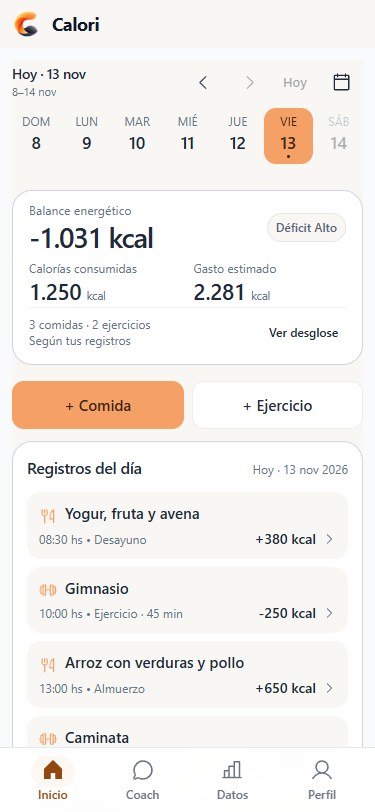 Calori
Hoy · 13 nov
8–14 nov
Hoy
DOM LUN MAR MIÉ JUE VIE SÁB
8 9 10 11 12 13 14
Balance energético
-1.031 kcal
Déficit Alto
Calorías consumidas Gasto estimado
1.250 kcal 2.281 kcal
3 comidas · 2 ejercicios
Según tus registros
Ver desglose
+ Comida + Ejercicio
Registros del día Hoy · 13 nov 2026
Yogur, fruta y avena
08:30 hs • Desayuno +380 kcal
Gimnasio
10:00 hs • Ejercicio · 45 min -250 kcal
Arroz con verduras y pollo
13:00 hs • Almuerzo +650 kcal
Caminata
Inicio Coach Datos Perfil